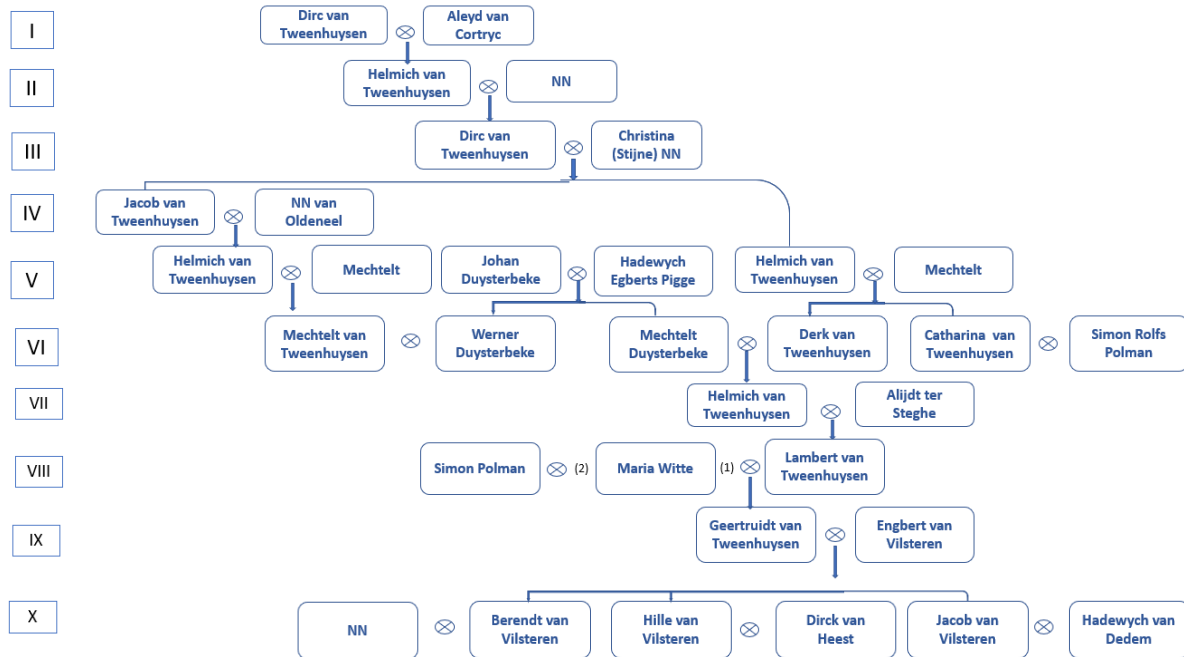 I
Dirc van
Tweenhuysen
Aleyd van
Cortryc
II
Helmich van
Tweenhuysen
NN
III
Dirc van
Tweenhuysen
Christina
(Stijne) NN
IV
Jacob van
Tweenhuysen
NN van
Oldeneel
V
Helmich van
Tweenhuysen
Mechtelt
Johan
Duysterbeke
Hadewych
Egberts Pigge
Helmich van
Tweenhuysen
Mechtelt
VI
Mechtelt van
Tweenhuysen
Werner
Duysterbeke
Mechtelt
Duysterbeke
Derk van
Tweenhuysen
Catharina van
Tweenhuysen
Simon Rolfs
Polman
VII
Helmich van
Tweenhuysen
Alijdt ter
Steghe
VIII
Simon Polman
(2)
Maria Witte
(1)
Lambert van
Tweenhuysen
IX
Geertruidt van
Tweenhuysen
Engbert van
Vilsteren
X
NN
Berendt van
Vilsteren
Hille van
Vilsteren
Dirck van
Heest
Jacob van
Vilsteren
Hadewych van
Dedem